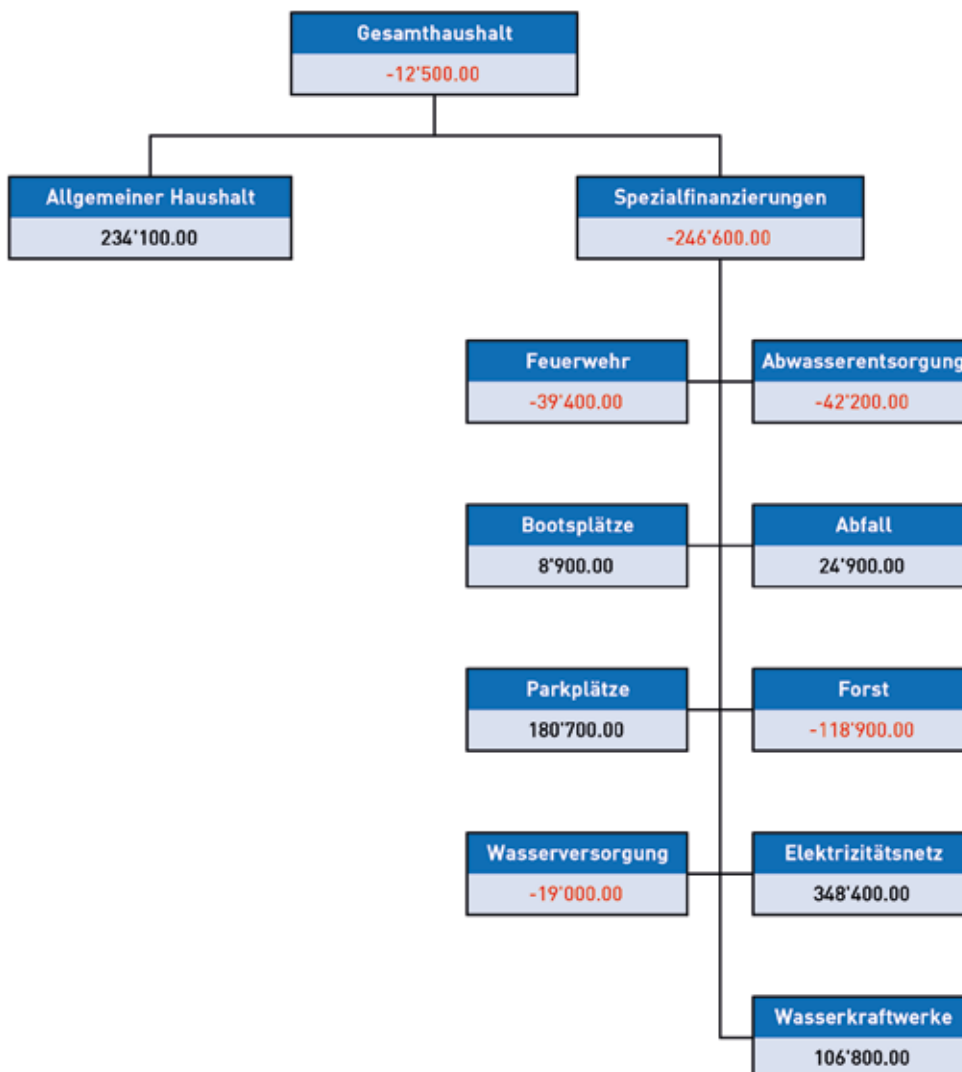 Gesamthaushalt
-12'500.00
Allgemeiner Haushalt
234'100.00
Spezialfinanzierungen
-246'600.00
Feuerwehr
-39'400.00
Abwasserentsorgung
-42'200.00
Bootsplätze
8'900.00
Abfall
24'900.00
Parkplätze
180'700.00
Forst
-118'900.00
Wasserversorgung
-19'000.00
Elektrizitätsnetz
348'400.00
Wasserkraftwerke
106'800.00